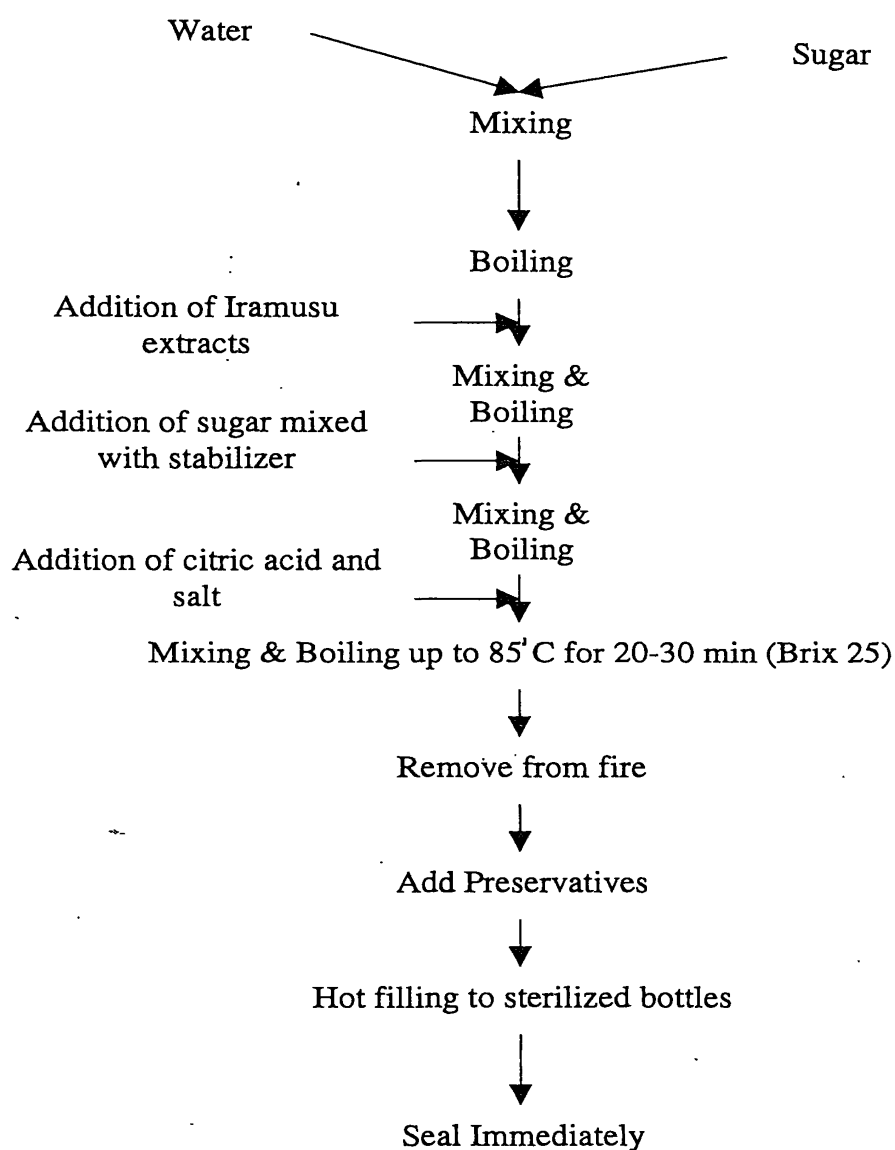 Water
Sugar
Mixing
Boiling
Addition of Iramusu
extracts
Mixing &
Boiling
Addition of sugar mixed
with stabilizer
Mixing &
Boiling
Addition of citric acid and
salt
Mixing & Boiling up to 85'C for 20-30 min (Brix 25)
Remove from fire
Add Preservatives
Hot filling to sterilized bottles
Seal Immediately